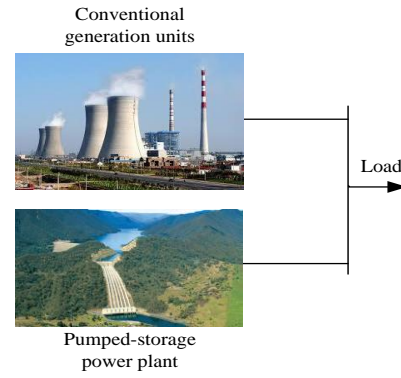 Conventional
generation units
Load
Pumped-storage
power plant